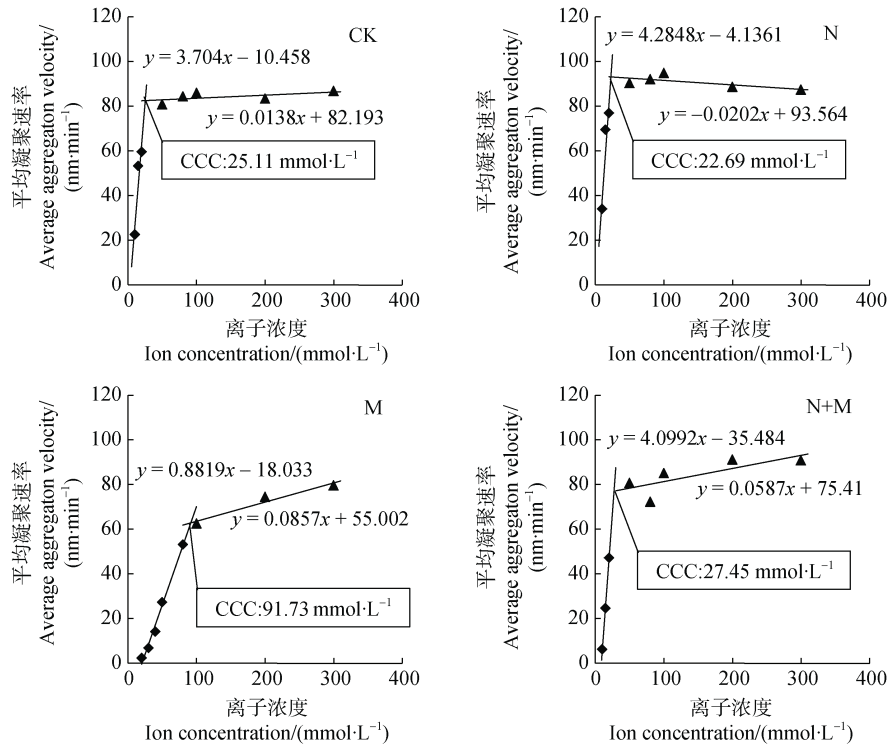 CK
y = 3.704x − 10.458
y = 0.0138x + 82.193
CCC:25.11 mmol·L⁻¹
平均凝聚速率
Average aggregaton velocity/
(nm·min⁻¹)
120
100
80
60
40
20
0
0 100 200 300 400
离子浓度
Ion concentration/(mmol·L⁻¹)
N
y = 4.2848x − 4.1361
y = −0.0202x + 93.564
CCC:22.69 mmol·L⁻¹
平均凝聚速率
Average aggregaton velocity/
(nm·min⁻¹)
120
100
80
60
40
20
0
0 100 200 300 400
离子浓度
Ion concentration/(mmol·L⁻¹)
M
y = 0.8819x − 18.033
y = 0.0857x + 55.002
CCC:91.73 mmol·L⁻¹
平均凝聚速率
Average aggregaton velocity/
(nm·min⁻¹)
120
100
80
60
40
20
0
0 100 200 300 400
离子浓度
Ion concentration/(mmol·L⁻¹)
N+M
y = 4.0992x − 35.484
y = 0.0587x + 75.41
CCC:27.45 mmol·L⁻¹
平均凝聚速率
Average aggregaton velocity/
(nm·min⁻¹)
120
100
80
60
40
20
0
0 100 200 300 400
离子浓度
Ion concentration/(mmol·L⁻¹)